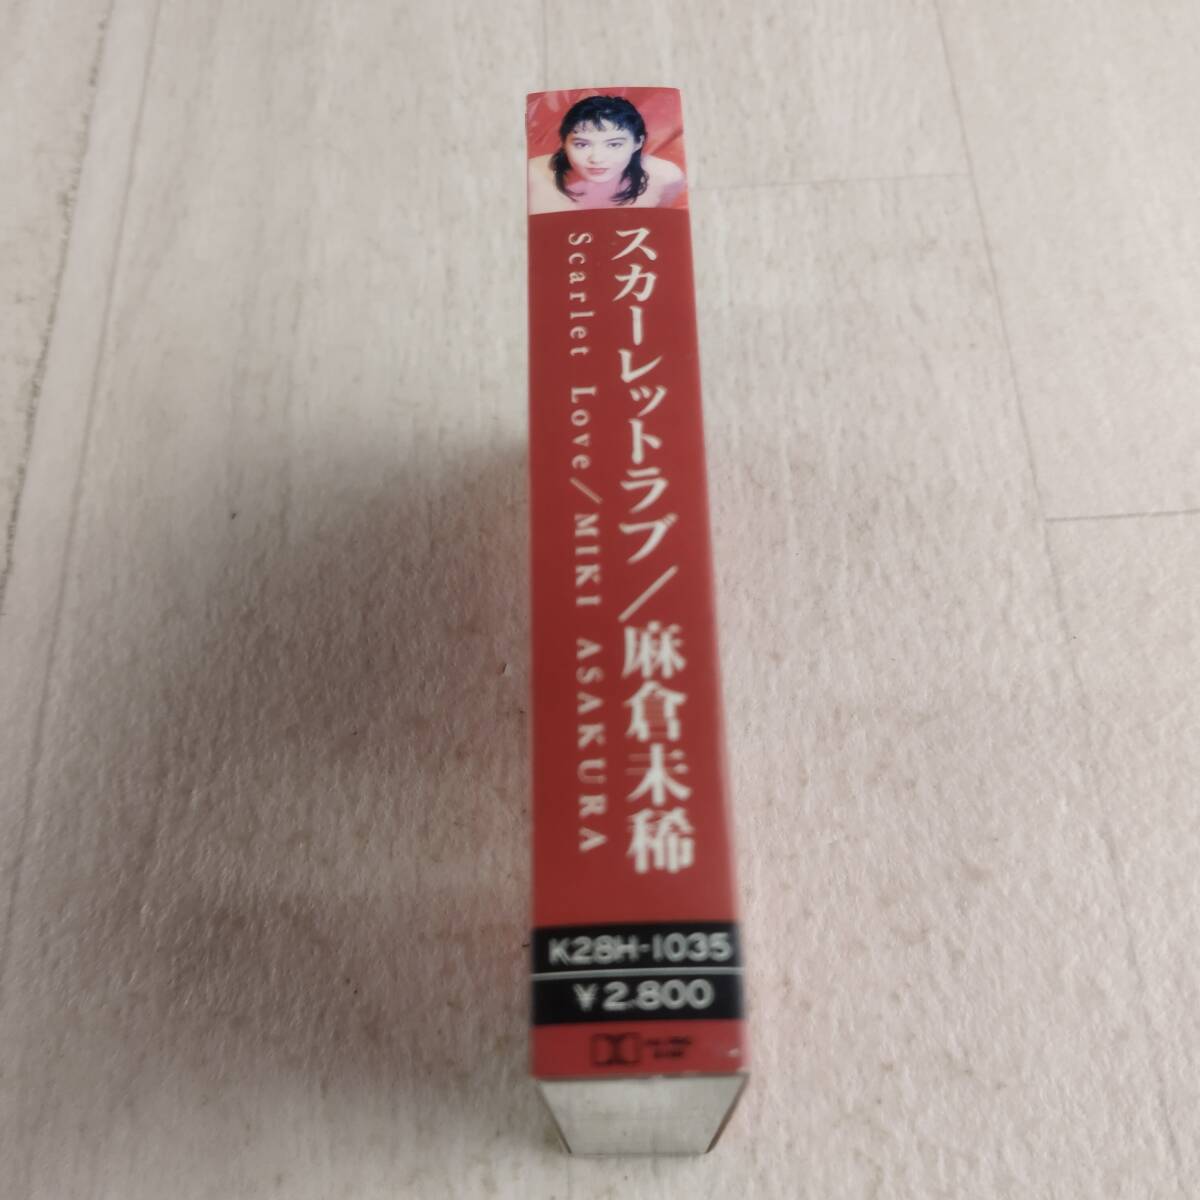 スカーレットラブ／麻倉未稀
Scarlet Love／MIKI ASAKURA
K28H-1035
¥2,800